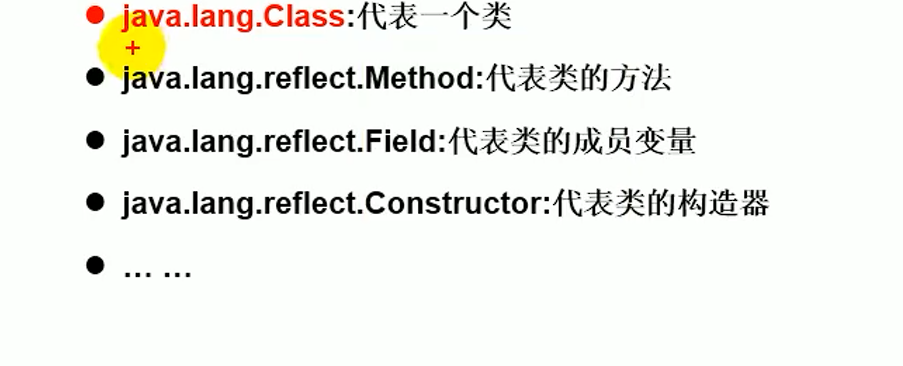 java.lang.Class:代表一个类
java.lang.reflect.Method:代表类的方法
java.lang.reflect.Field:代表类的成员变量
java.lang.reflect.Constructor:代表类的构造器
… …